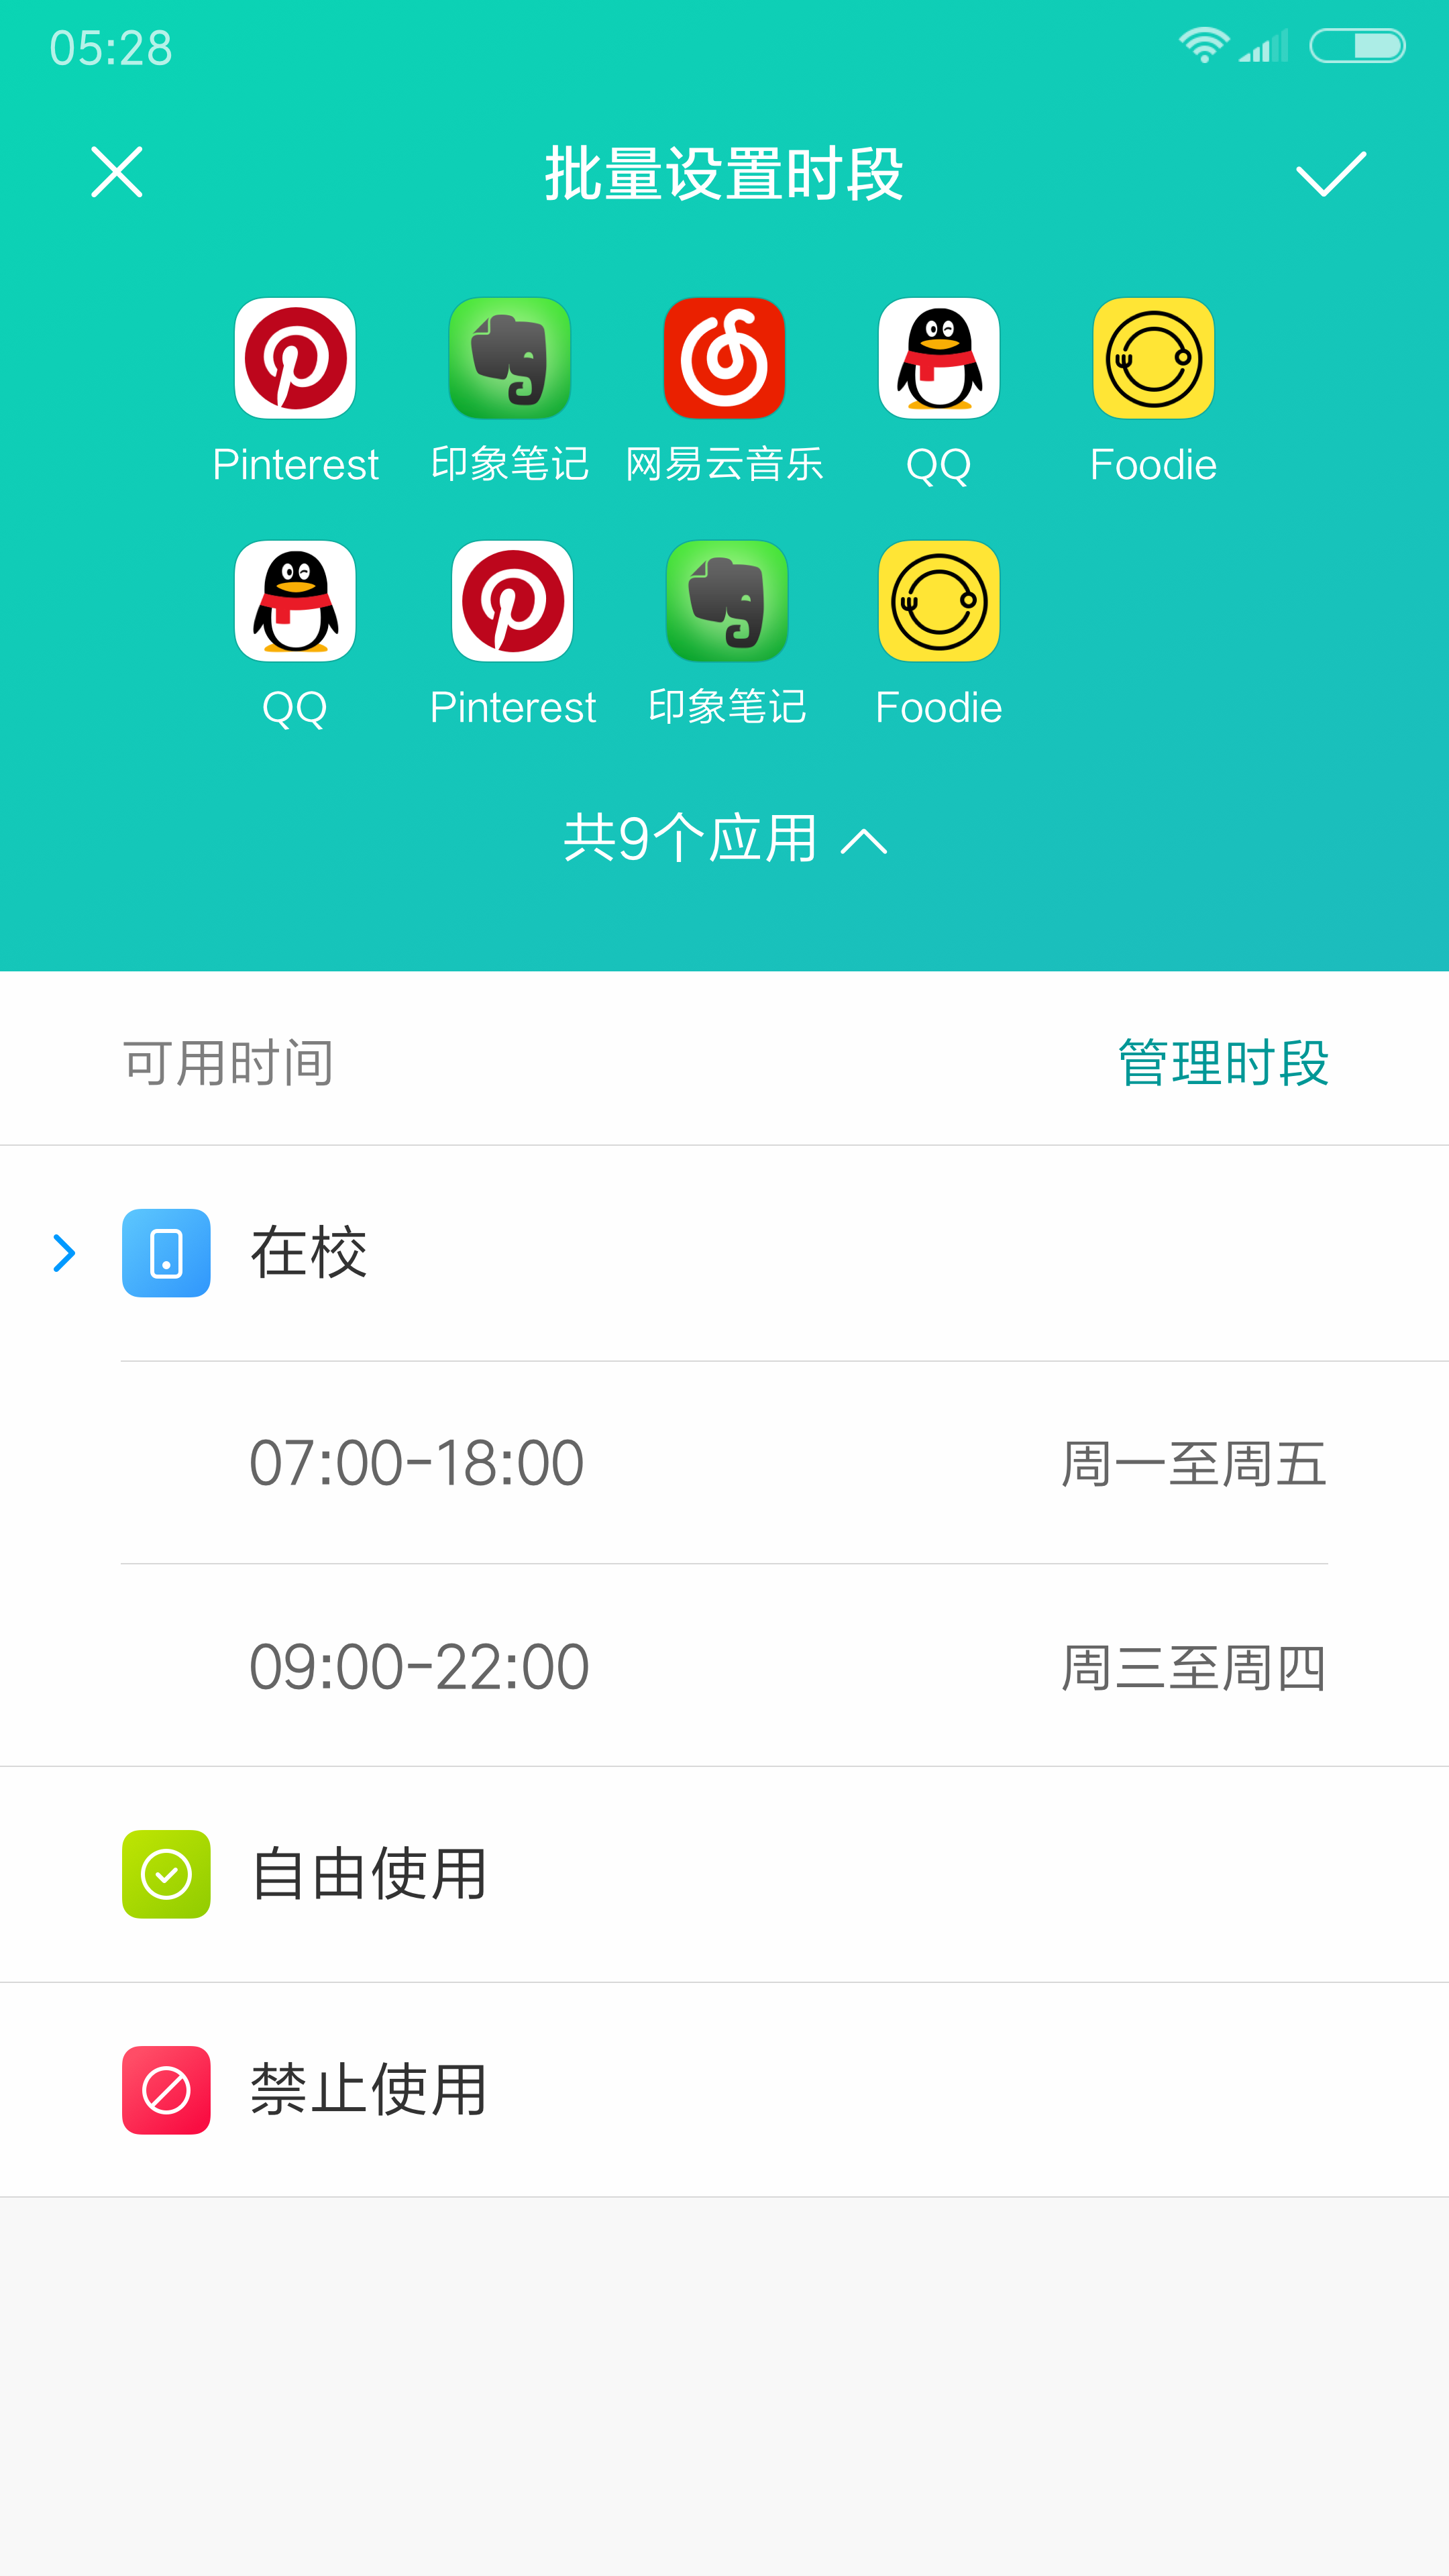 05:28
批量设置时段
Pinterest 印象笔记 网易云音乐 QQ Foodie
QQ Pinterest 印象笔记 Foodie
共9个应用
可用时间 管理时段
在校
07:00-18:00 周一至周五
09:00-22:00 周三至周四
自由使用
禁止使用